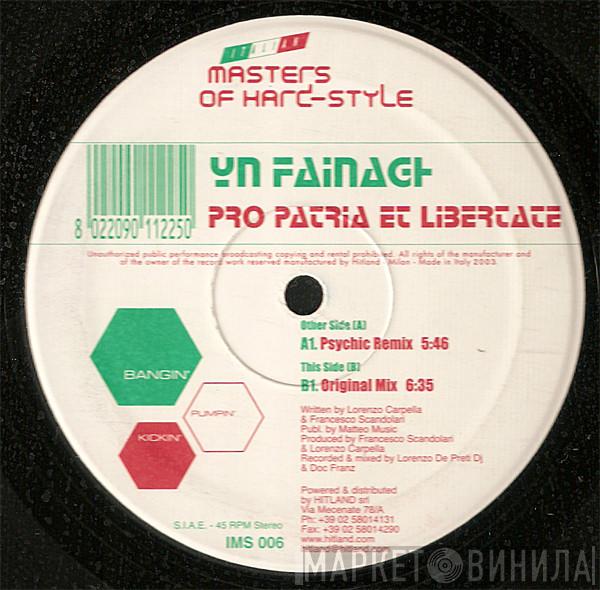 ITALIAN
MASTERS
OF HARD-STYLE
YN FAINAGH
PRO PATRIA ET LIBERTATE
8 022090 112250
Unauthorized public performance broadcasting copying and rental prohibited. All rights of the manufacturer and
of the owner of the record work reserved manufactured by Hitland - Milan - Made in Italy 2003.
Other Side (A)
A1. Psychic Remix 5:46
This Side (B)
B1. Original Mix 6:35
BANGIN'
PUMPIN'
KICKIN'
Written by Lorenzo Carpella
& Francesco Scandolari
Publ. by Matteo Music
Produced by Francesco Scandolari
& Lorenzo Carpella
Recorded & mixed by Lorenzo De Preti Dj
& Doc Franz
Powered & distributed
by HITLAND srl
Via Mecenate 78/A
Ph: +39 02 58014131
Fax: +39 02 58014290
www.hitland.com
hitland@hitland.com
S.I.A.E. - 45 RPM Stereo
IMS 006
МАРКЕТ ВИНИЛА